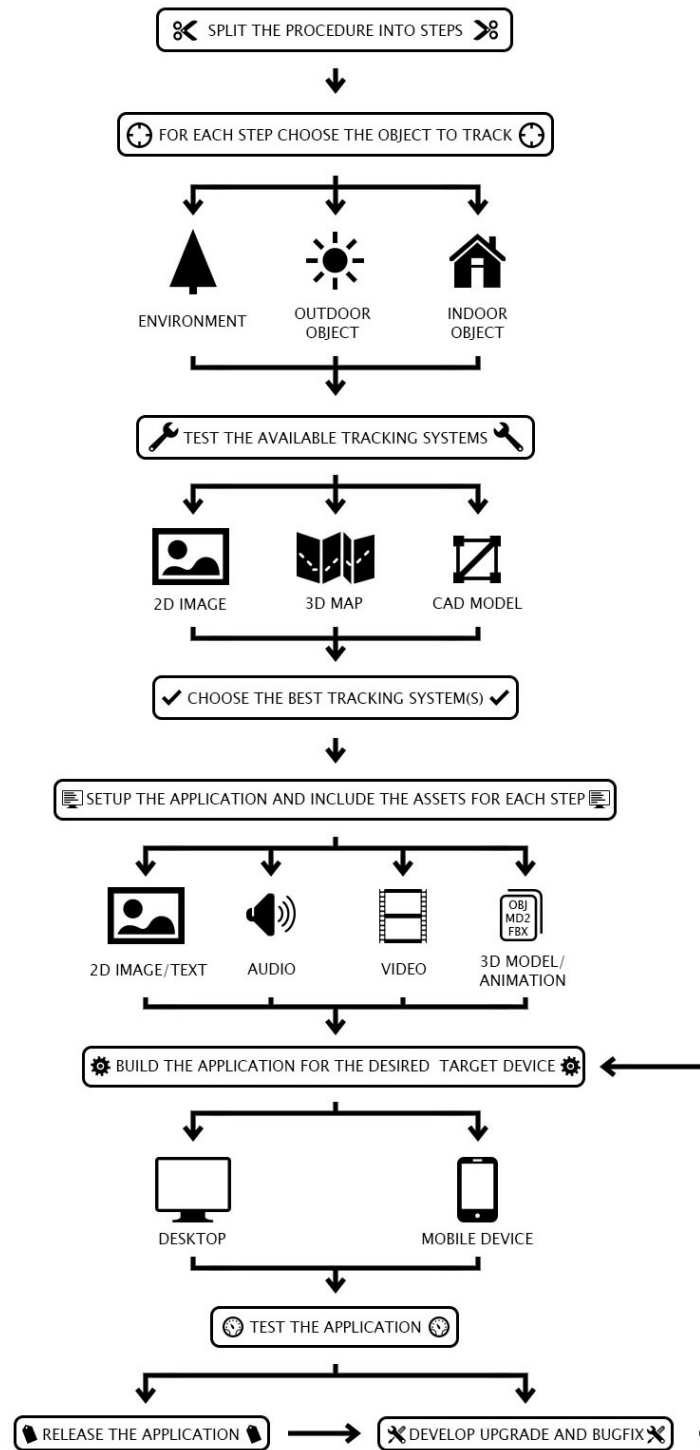 SPLIT THE PROCEDURE INTO STEPS
FOR EACH STEP CHOOSE THE OBJECT TO TRACK
ENVIRONMENT
OUTDOOR
OBJECT
INDOOR
OBJECT
TEST THE AVAILABLE TRACKING SYSTEMS
2D IMAGE
3D MAP
CAD MODEL
CHOOSE THE BEST TRACKING SYSTEM(S)
SETUP THE APPLICATION AND INCLUDE THE ASSETS FOR EACH STEP
OBJ
MD2
FBX
2D IMAGE/TEXT
AUDIO
VIDEO
3D MODEL/
ANIMATION
BUILD THE APPLICATION FOR THE DESIRED TARGET DEVICE
DESKTOP
MOBILE DEVICE
TEST THE APPLICATION
RELEASE THE APPLICATION
DEVELOP UPGRADE AND BUGFIX